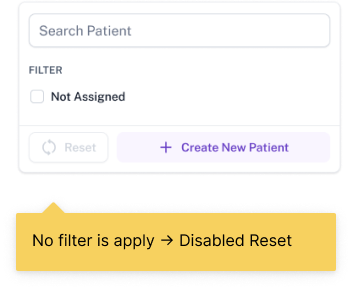 Search Patient
FILTER
Not Assigned
Reset
+ Create New Patient
No filter is apply → Disabled Reset